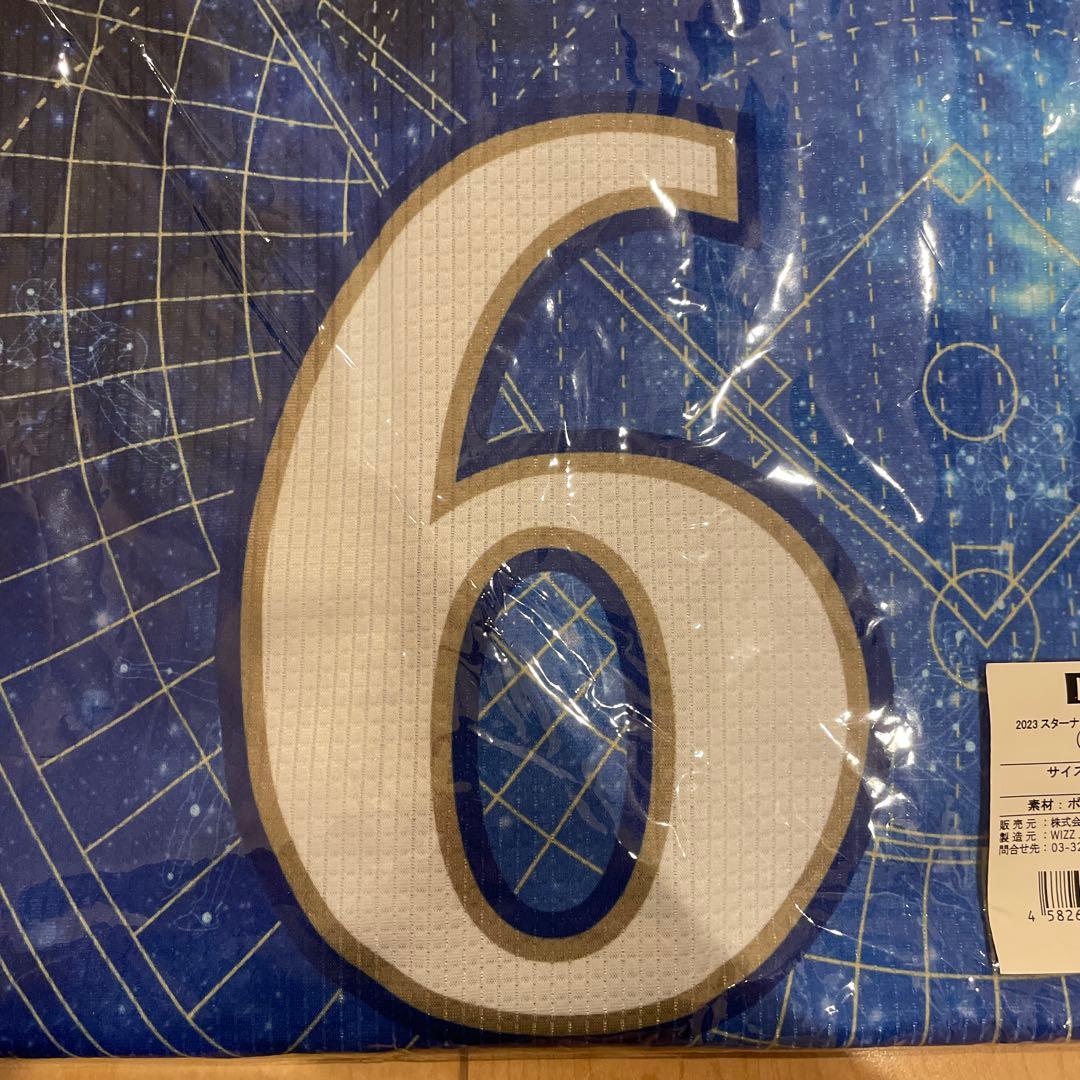 6
2023 スターナ
サイズ
素材：ポ
販売元：株式会
製造元：WIZZ
問合せ先：03-32
4 5826